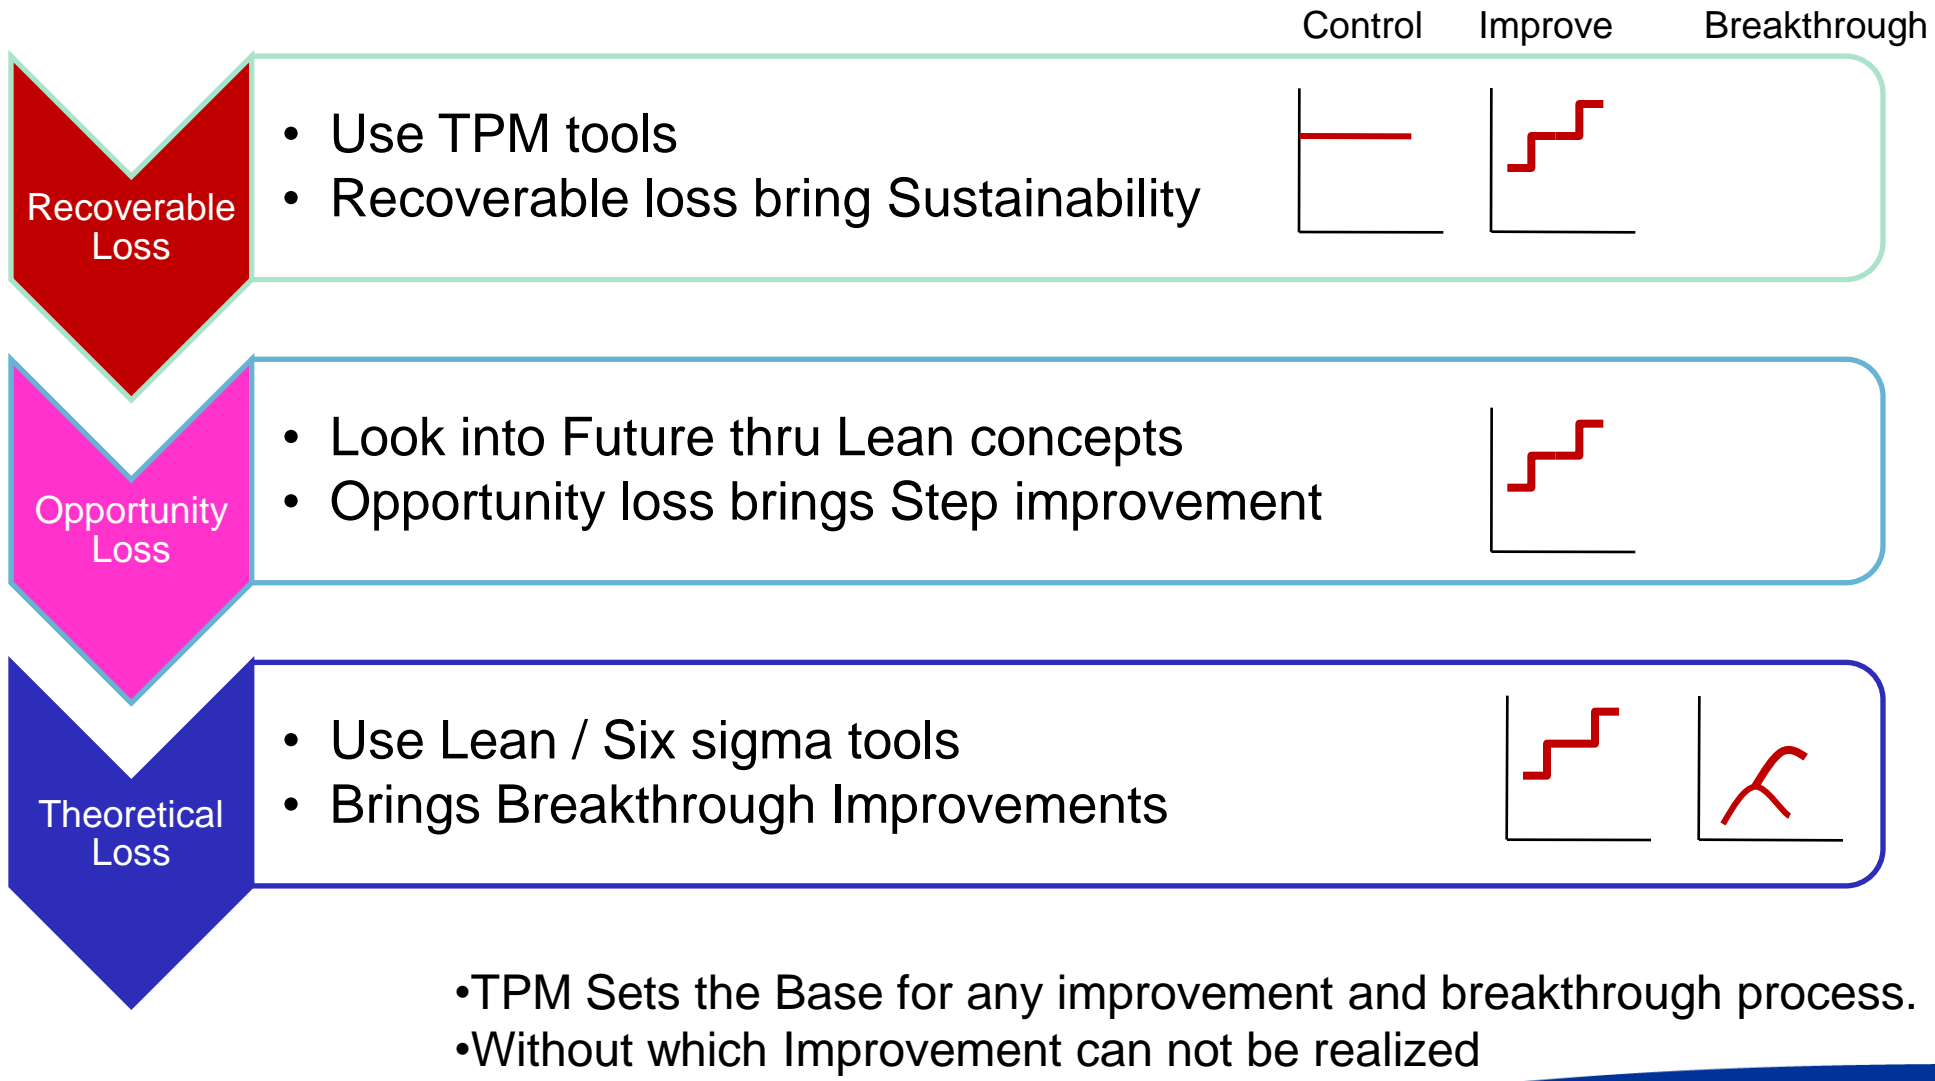 Control Improve Breakthrough
Recoverable
Loss
• Use TPM tools
• Recoverable loss bring Sustainability
Opportunity
Loss
• Look into Future thru Lean concepts
• Opportunity loss brings Step improvement
Theoretical
Loss
• Use Lean / Six sigma tools
• Brings Breakthrough Improvements
•TPM Sets the Base for any improvement and breakthrough process.
•Without which Improvement can not be realized